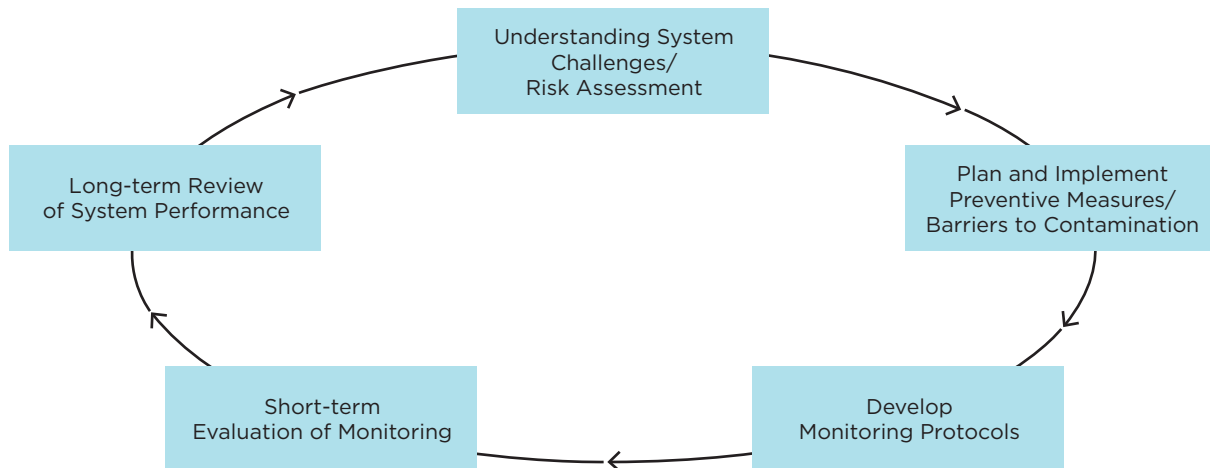 Understanding System
Challenges/
Risk Assessment
Long-term Review
of System Performance
Plan and Implement
Preventive Measures/
Barriers to Contamination
Short-term
Evaluation of Monitoring
Develop
Monitoring Protocols